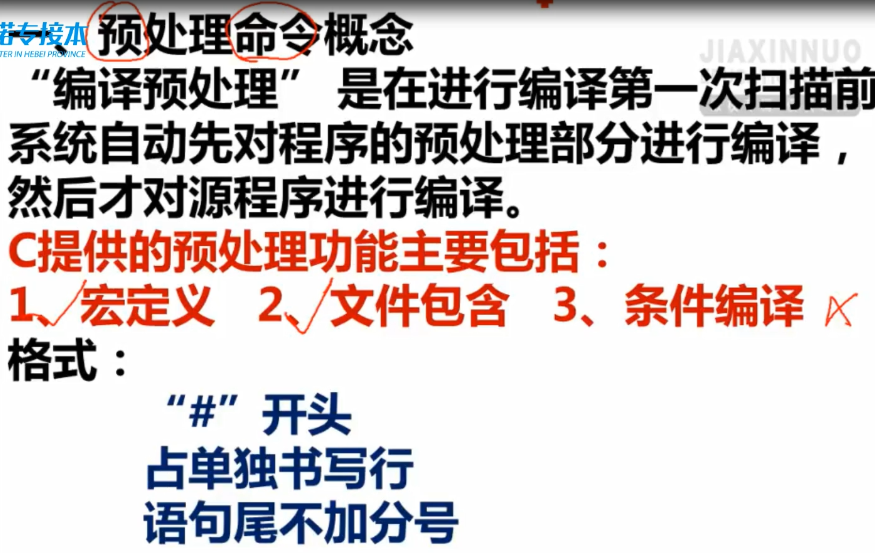 一、预处理命令概念
诺专接本
TER IN HEBEI PROVINCE
JIAXINNUO
“编译预处理” 是在进行编译第一次扫描前
系统自动先对程序的预处理部分进行编译，
然后才对源程序进行编译。
C提供的预处理功能主要包括：
1、宏定义 2、文件包含 3、条件编译
格式：
“#”开头
占单独书写行
语句尾不加分号